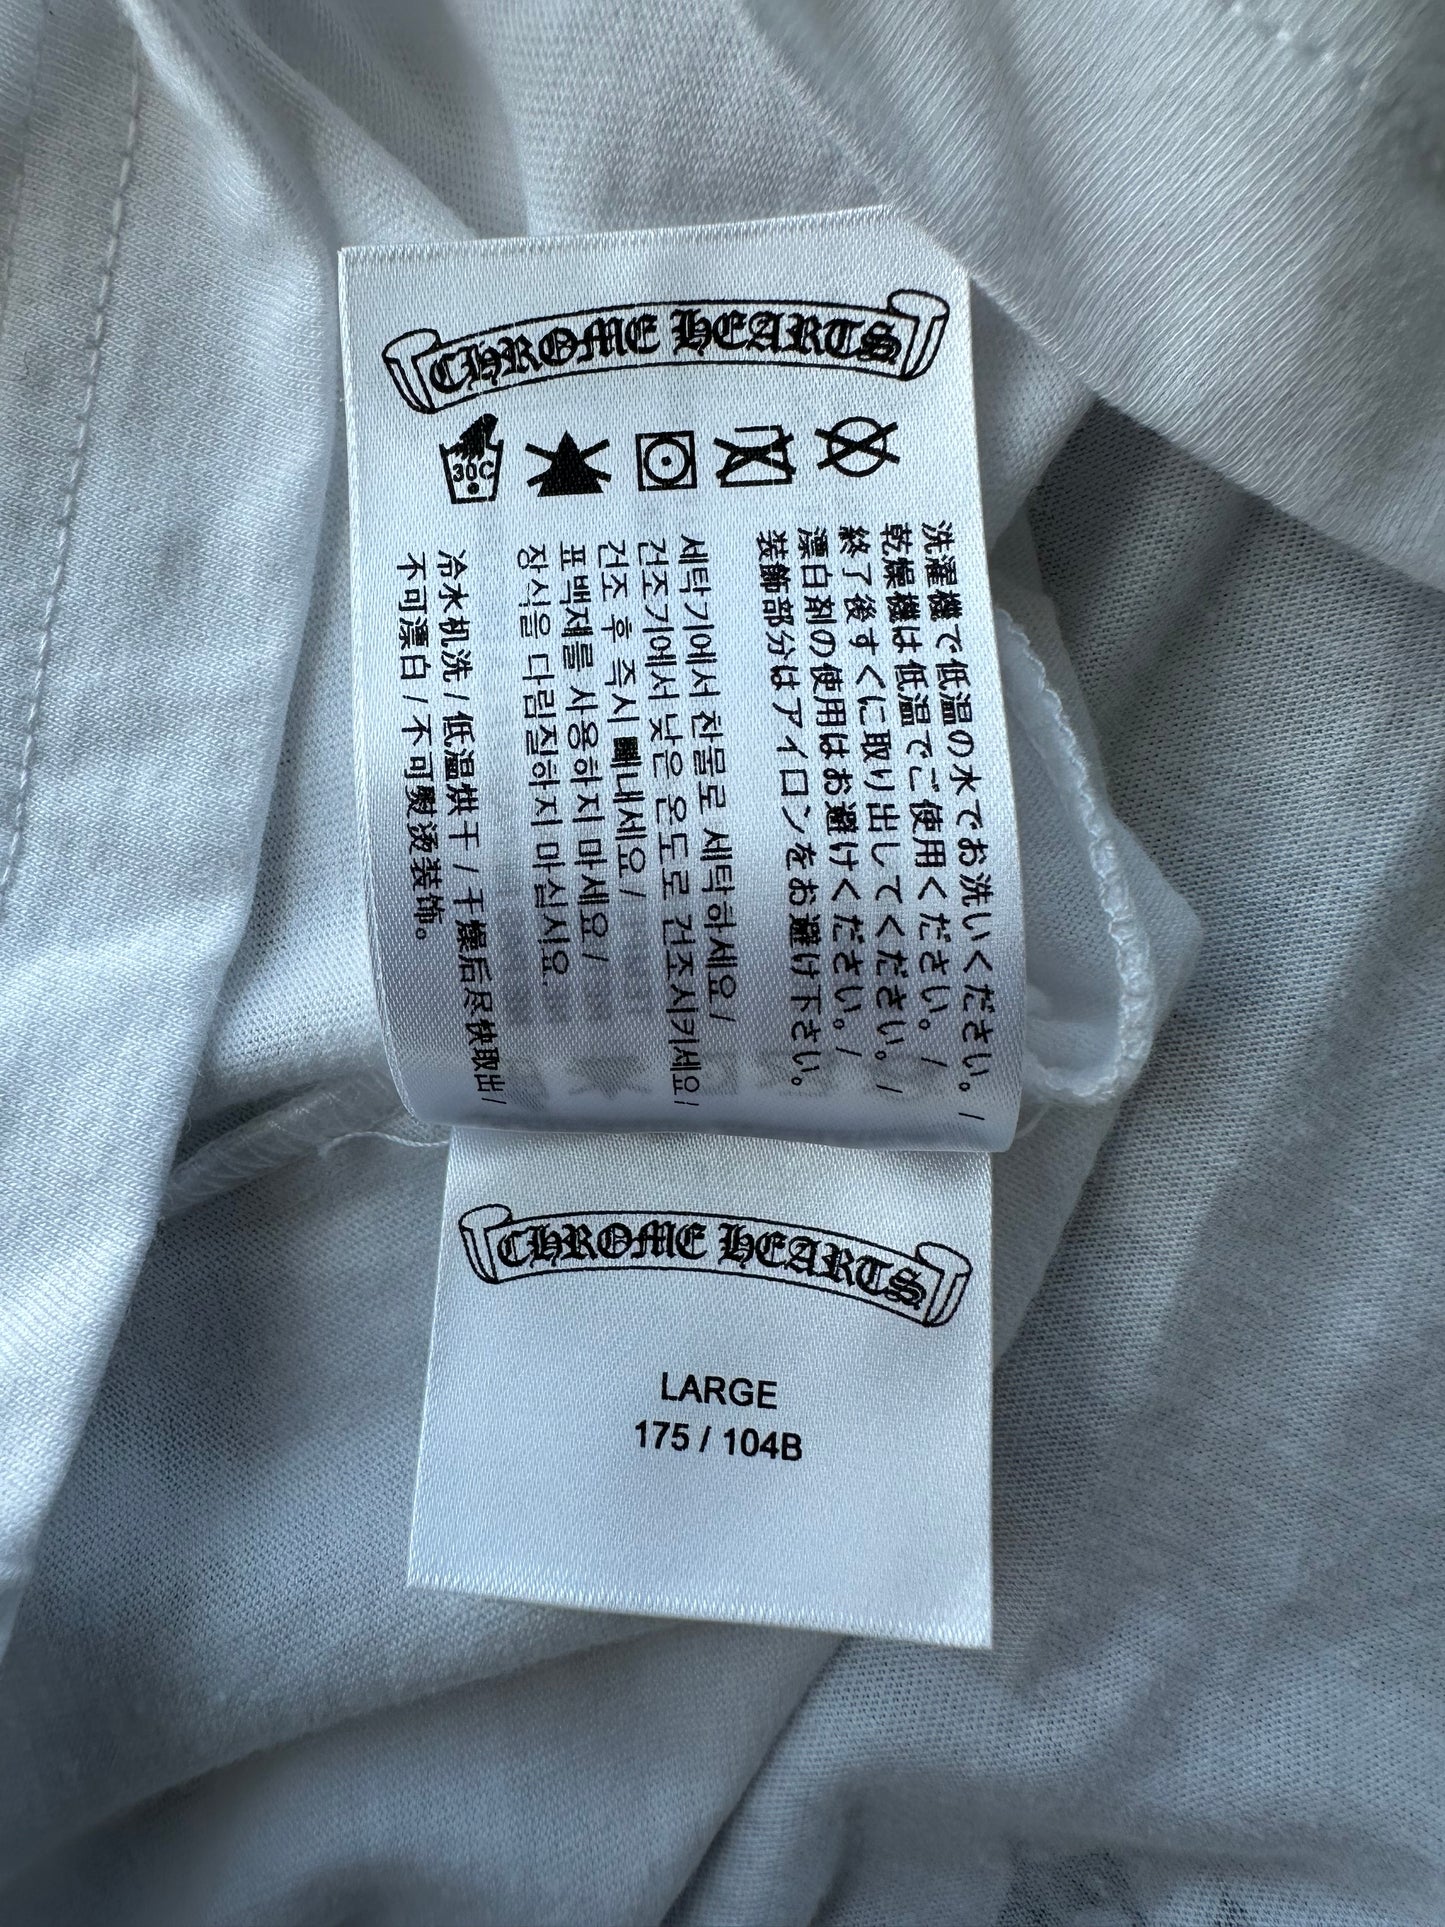 CHROME HEARTS
30C
洗濯機で低温の水でお洗いください。/
乾燥機は低温でご使用ください。/
終了後すぐに取り出してください。/
漂白剤の使用はお避けください。/
装飾部分はアイロンをお避け下さい。
세탁기에서 찬물로 세탁하세요/
건조기에서 낮은 온도로 건조시키세요/
건조 후 즉시 빼내세요/
표백제를 사용하지 마세요/
장식을 다림질하지 마십시요.
冷水机洗/低温烘干/干燥后尽快取出/
不可漂白/不可熨烫装饰。
CHROME HEARTS
LARGE
175 / 104B